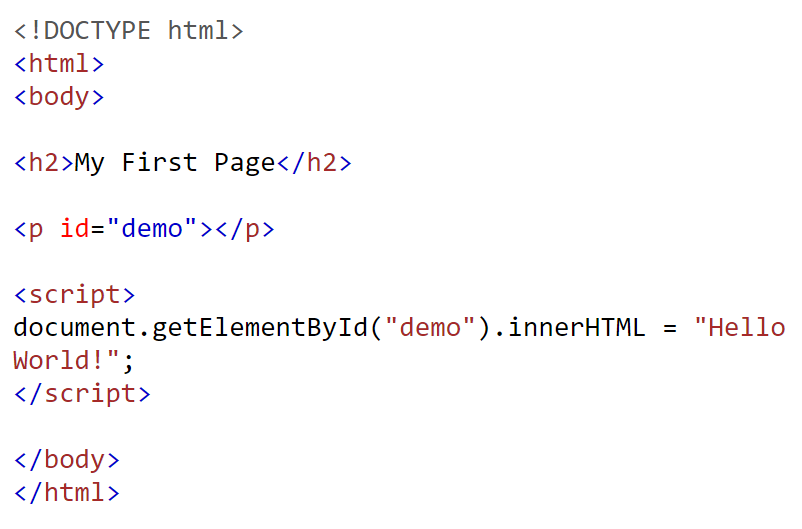 <!DOCTYPE html>
<html>
<body>
<h2>My First Page</h2>
<p id="demo"></p>
<script>
document.getElementById("demo").innerHTML = "Hello
World!";
</script>
</body>
</html>